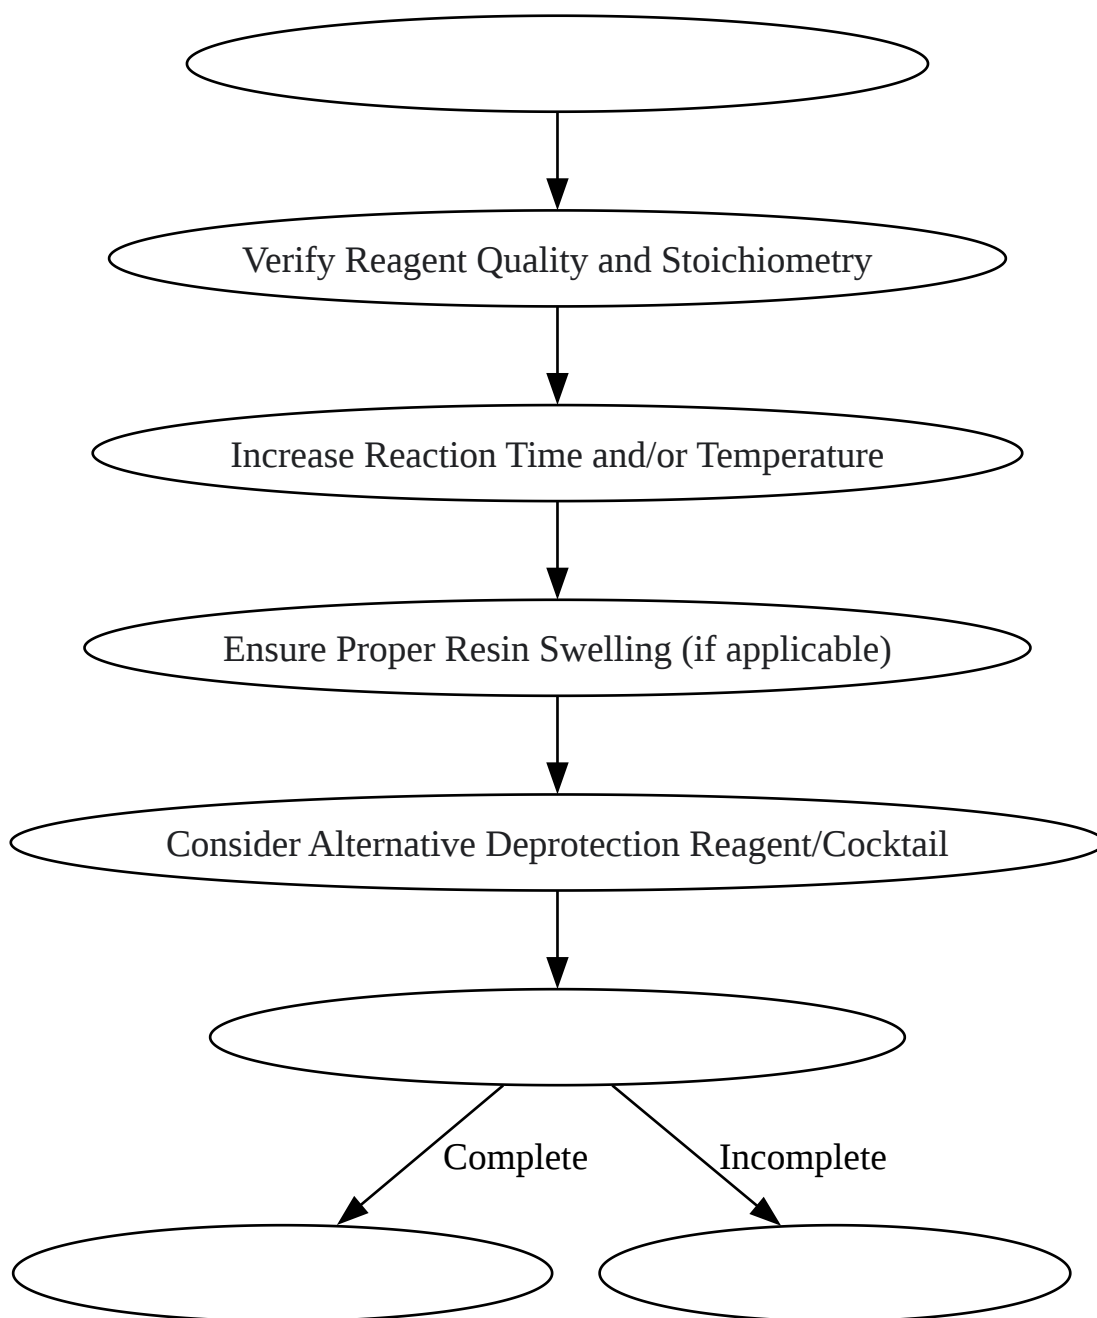 Verify Reagent Quality and Stoichiometry
Increase Reaction Time and/or Temperature
Ensure Proper Resin Swelling (if applicable)
Consider Alternative Deprotection Reagent/Cocktail
Complete
Incomplete